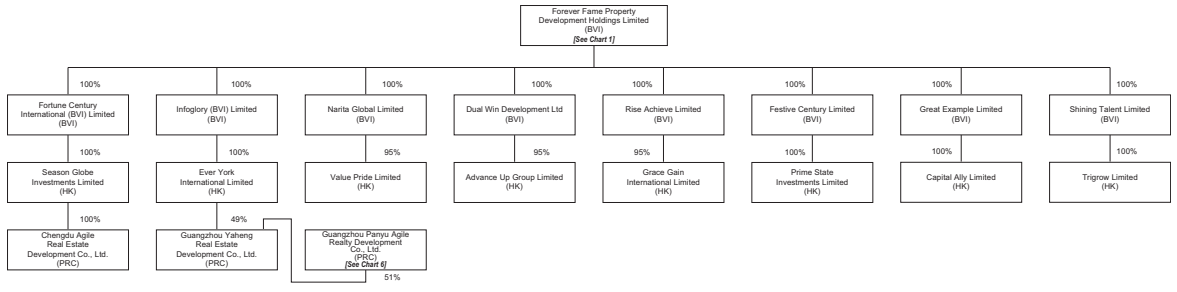 Forever Fame Property
Development Holdings Limited
(BVI)
[See Chart 1]
100%
100%
100%
100%
100%
100%
100%
100%
Fortune Century
International (BVI) Limited
(BVI)
Infoglory (BVI) Limited
(BVI)
Narita Global Limited
(BVI)
Dual Win Development Ltd
(BVI)
Rise Achieve Limited
(BVI)
Festive Century Limited
(BVI)
Great Example Limited
(BVI)
Shining Talent Limited
(BVI)
100%
100%
95%
95%
95%
100%
100%
100%
Season Globe
Investments Limited
(HK)
Ever York
International Limited
(HK)
Value Pride Limited
(HK)
Advance Up Group Limited
(HK)
Grace Gain
International Limited
(HK)
Prime State
Investments Limited
(HK)
Capital Ally Limited
(HK)
Trigrow Limited
(HK)
100%
49%
Chengdu Agile
Real Estate
Development Co., Ltd.
(PRC)
Guangzhou Yaheng
Real Estate
Development Co., Ltd.
(PRC)
Guangzhou Panyu Agile
Realty Development
Co., Ltd.
(PRC)
[See Chart 6]
51%